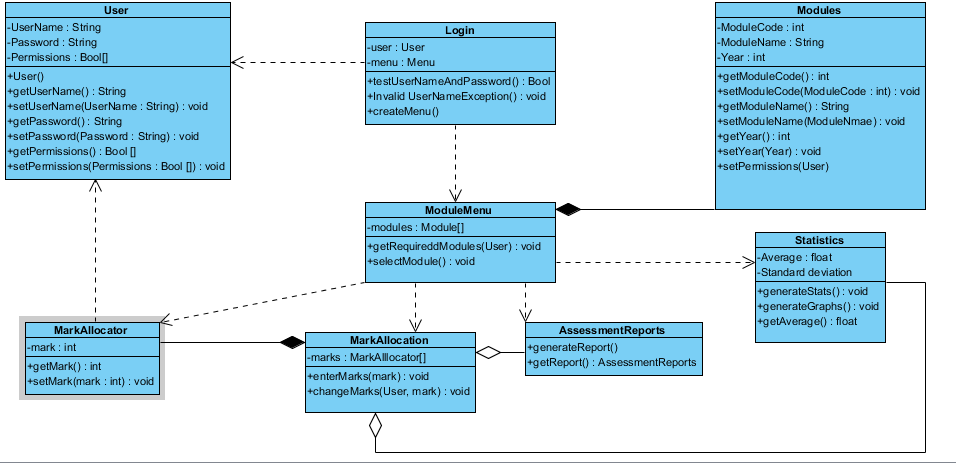 User
-UserName : String
-Password : String
-Permissions : Bool[]
+User()
+getUserName() : String
+setUserName(UserName : String) : void
+getPassword() : String
+setPassword(Password : String) : void
+getPermissions() : Bool []
+setPermissions(Permissions : Bool []) : void
Login
-user : User
-menu : Menu
+testUserNameAndPassword() : Bool
+Invalid UserNameException() : void
+createMenu()
Modules
-ModuleCode : int
-ModuleName : String
-Year : int
+getModuleCode() : int
+setModuleCode(ModuleCode : int) : void
+getModuleName() : String
+setModuleName(ModuleNmae) : void
+getYear() : int
+setYear(Year) : void
+setPermissions(User)
ModuleMenu
-modules : Module[]
+getRequireddModules(User) : void
+selectModule() : void
Statistics
-Average : float
-Standard deviation
+generateStats() : void
+generateGraphs() : void
+getAverage() : float
MarkAllocator
-mark : int
+getMark() : int
+setMark(mark : int) : void
MarkAllocation
-marks : MarkAlllocator[]
+enterMarks(mark) : void
+changeMarks(User, mark) : void
AssessmentReports
+generateReport()
+getReport() : AssessmentReports